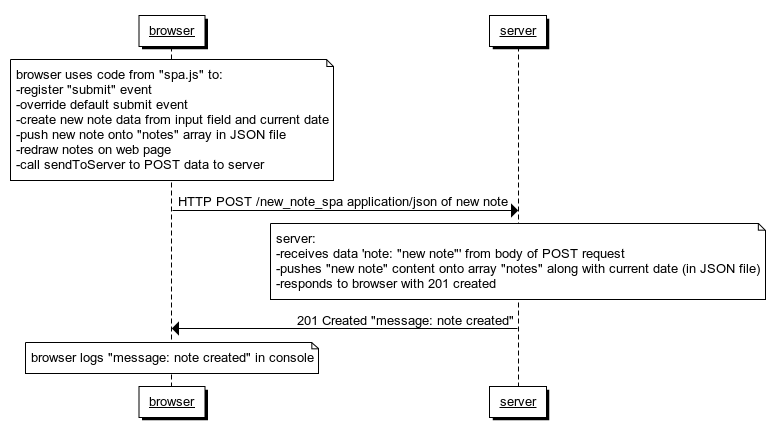 browser
server
browser uses code from "spa.js" to:
-register "submit" event
-override default submit event
-create new note data from input field and current date
-push new note onto "notes" array in JSON file
-redraw notes on web page
-call sendToServer to POST data to server
HTTP POST /new_note_spa application/json of new note
server:
-receives data 'note: "new note"' from body of POST request
-pushes "new note" content onto array "notes" along with current date (in JSON file)
-responds to browser with 201 created
201 Created "message: note created"
browser logs "message: note created" in console
browser
server